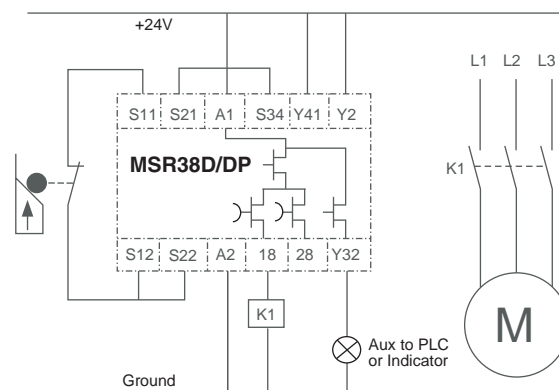 +24V
L1 L2 L3
S11 S21 A1 S34 Y41 Y2
MSR38D/DP
K1
S12 S22 A2 18 28 Y32
K1
M
Aux to PLC
or Indicator
Ground